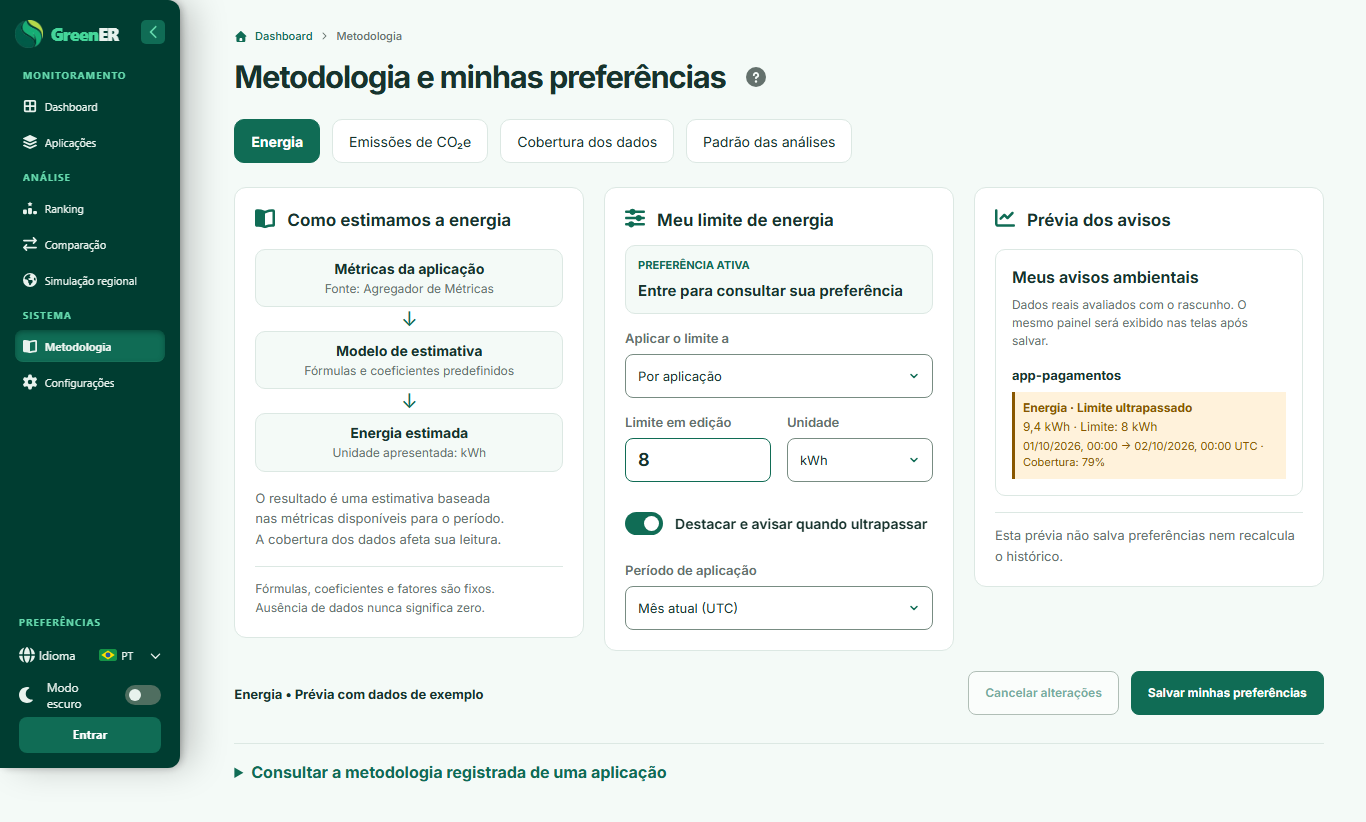 GreenER
MONITORAMENTO
Dashboard
Aplicações
ANÁLISE
Ranking
Comparação
Simulação regional
SISTEMA
Metodologia
Configurações
PREFERÊNCIAS
Idioma
PT
Modo
escuro
Entrar
Dashboard
Metodologia
Metodologia e minhas preferências
?
Energia
Emissões de CO₂e
Cobertura dos dados
Padrão das análises
Como estimamos a energia
Métricas da aplicação
Fonte: Agregador de Métricas
↓
Modelo de estimativa
Fórmulas e coeficientes predefinidos
↓
Energia estimada
Unidade apresentada: kWh
O resultado é uma estimativa baseada
nas métricas disponíveis para o período.
A cobertura dos dados afeta sua leitura.
Fórmulas, coeficientes e fatores são fixos.
Ausência de dados nunca significa zero.
Meu limite de energia
PREFERÊNCIA ATIVA
Entre para consultar sua preferência
Aplicar o limite a
Por aplicação
Limite em edição
Unidade
8
kWh
Destacar e avisar quando ultrapassar
Período de aplicação
Mês atual (UTC)
Prévia dos avisos
Meus avisos ambientais
Dados reais avaliados com o rascunho. O
mesmo painel será exibido nas telas após
salvar.
app-pagamentos
Energia · Limite ultrapassado
9,4 kWh · Limite: 8 kWh
01/10/2026, 00:00 → 02/10/2026, 00:00 UTC ·
Cobertura: 79%
Esta prévia não salva preferências nem recalcula
o histórico.
Energia • Prévia com dados de exemplo
Cancelar alterações
Salvar minhas preferências
Consultar a metodologia registrada de uma aplicação